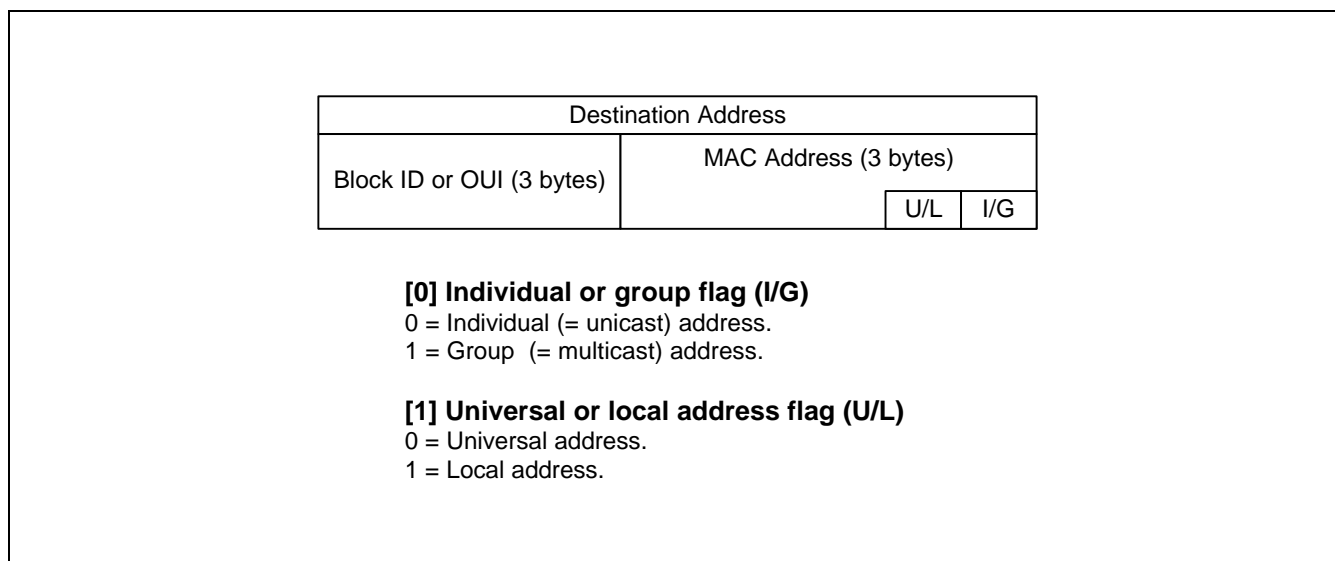 Destination Address
Block ID or OUI (3 bytes)
MAC Address (3 bytes)
U/L
I/G
[0] Individual or group flag (I/G)
0 = Individual (= unicast) address.
1 = Group  (= multicast) address.
[1] Universal or local address flag (U/L)
0 = Universal address.
1 = Local address.